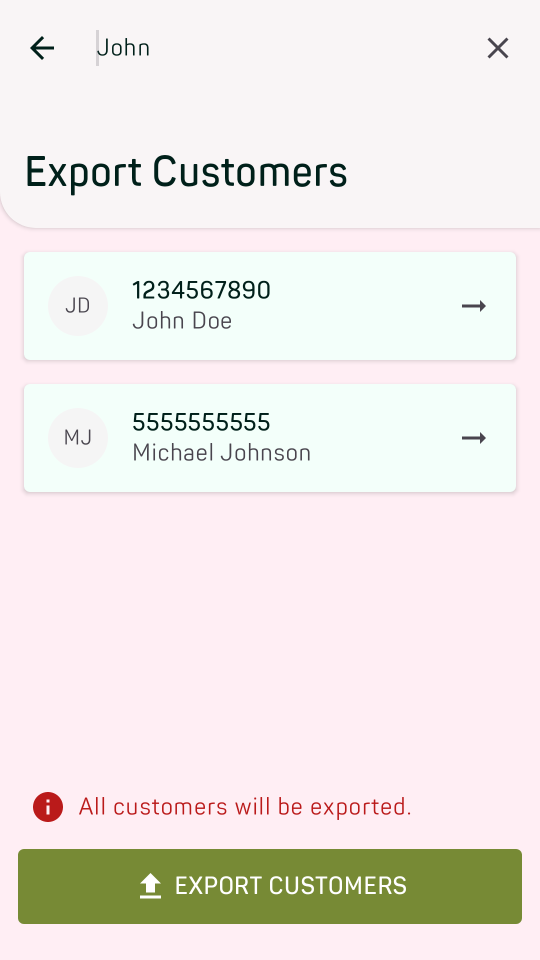 John
Export Customers
JD
1234567890
John Doe
MJ
5555555555
Michael Johnson
All customers will be exported.
EXPORT CUSTOMERS